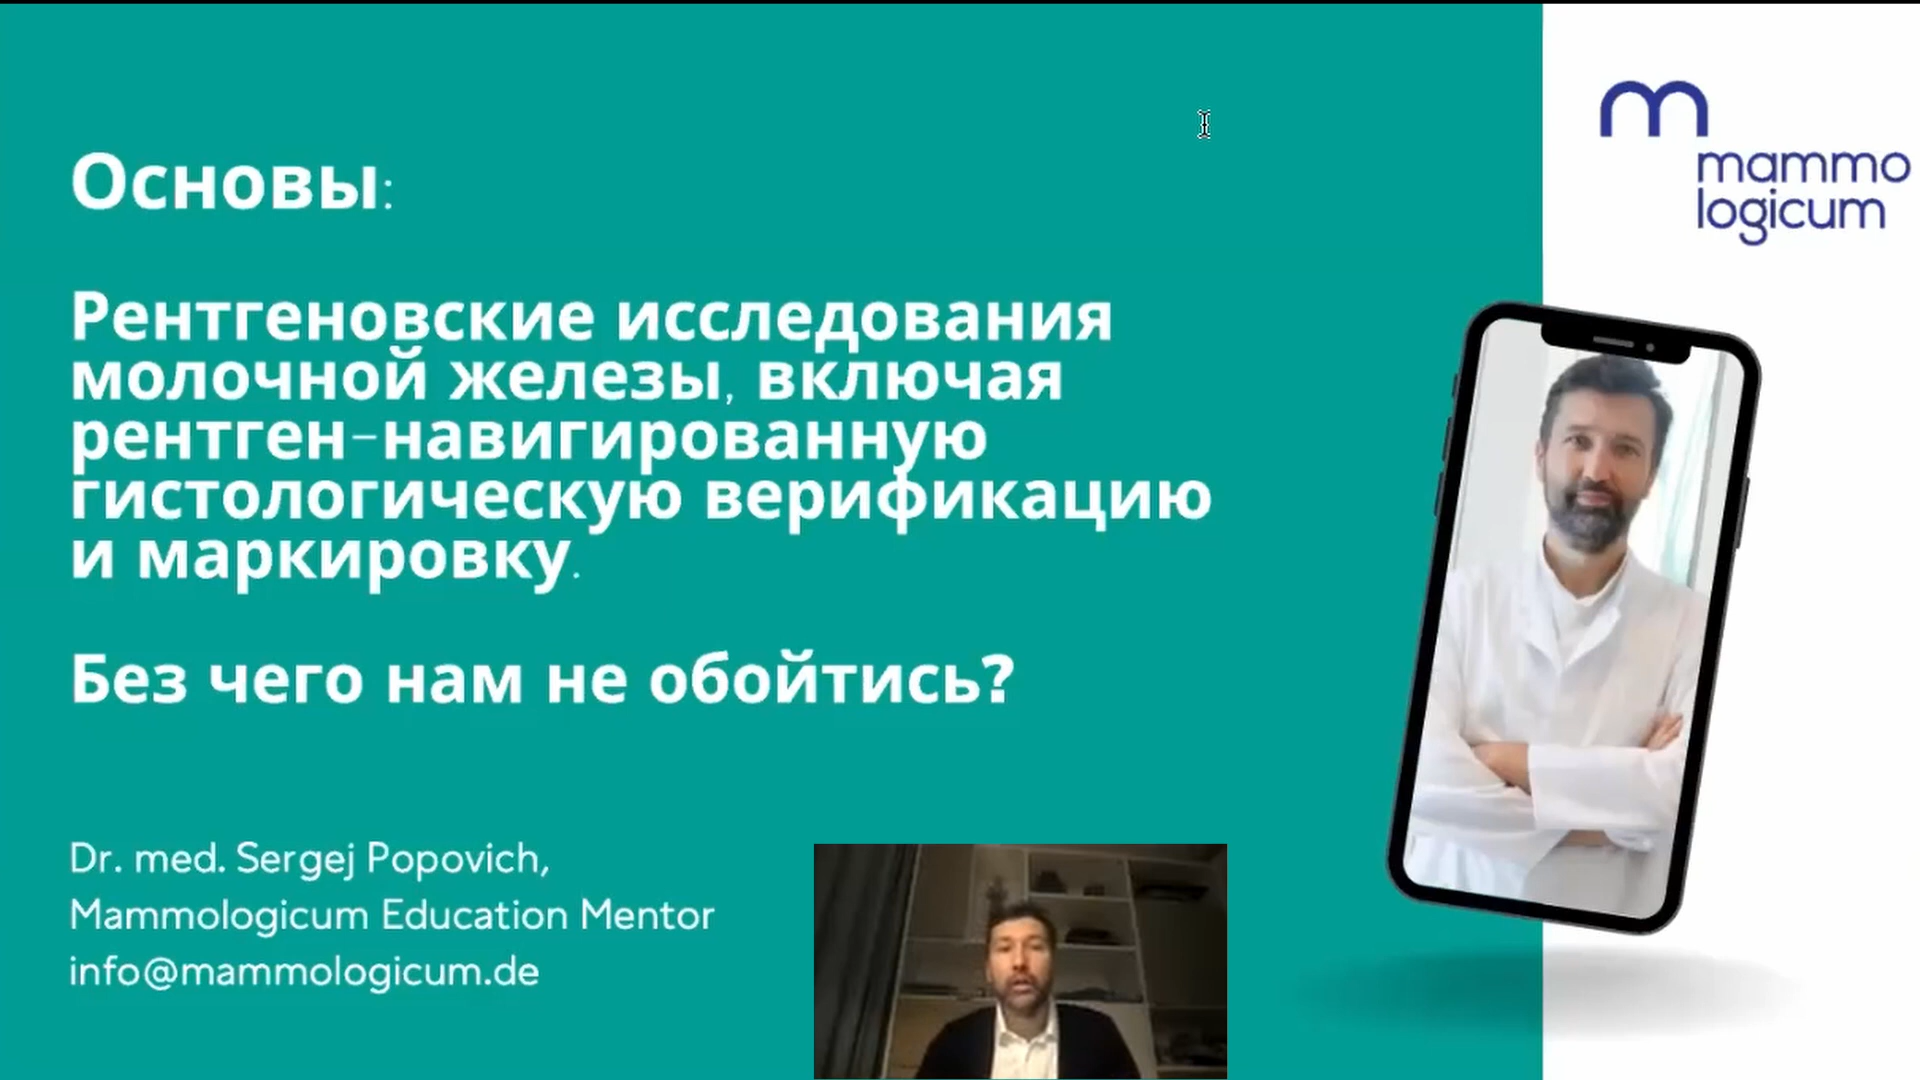 Основы:
Рентгеновские исследования
молочной железы, включая
рентген-навигированную
гистологическую верификацию
и маркировку.
Без чего нам не обойтись?
Dr. med. Sergej Popovich,
Mammologicum Education Mentor
info@mammologicum.de
m
mammo
logicum